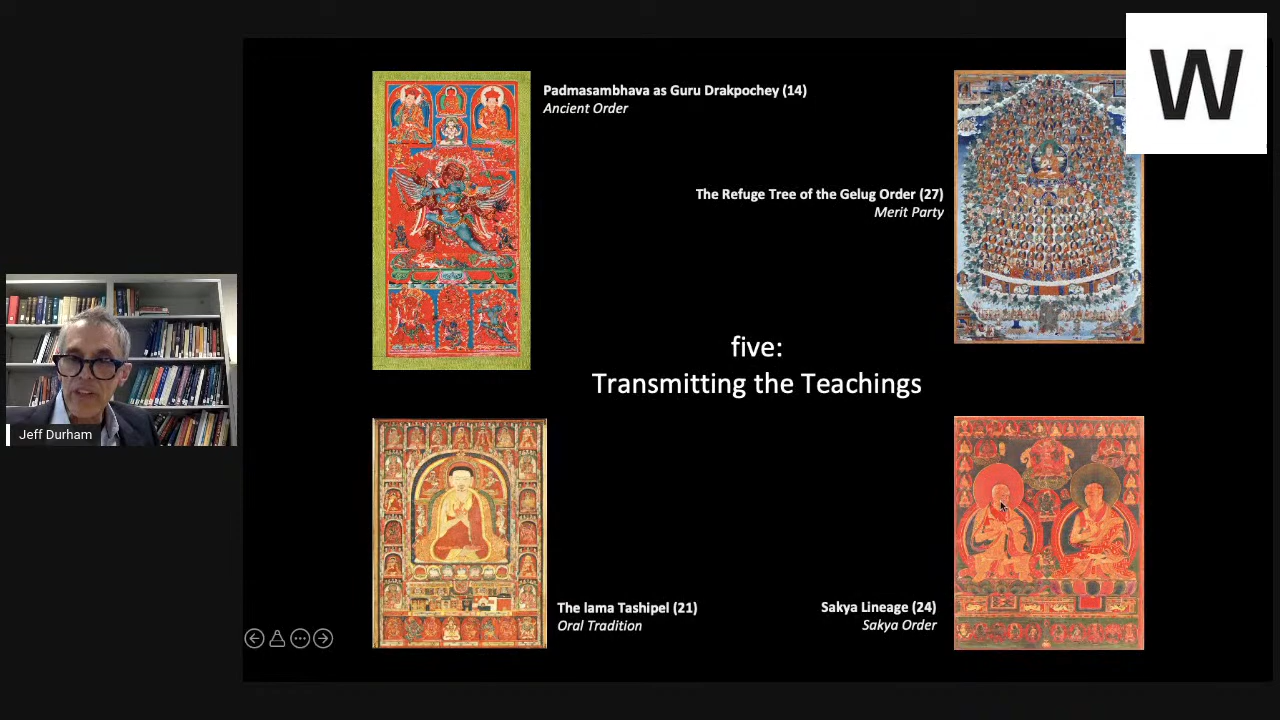 W
Padmasambhava as Guru Drakpochey (14)
Ancient Order
The Refuge Tree of the Gelug Order (27)
Merit Party
five:
Transmitting the Teachings
Jeff Durham
The lama Tashipel (21)
Oral Tradition
Sakya Lineage (24)
Sakya Order